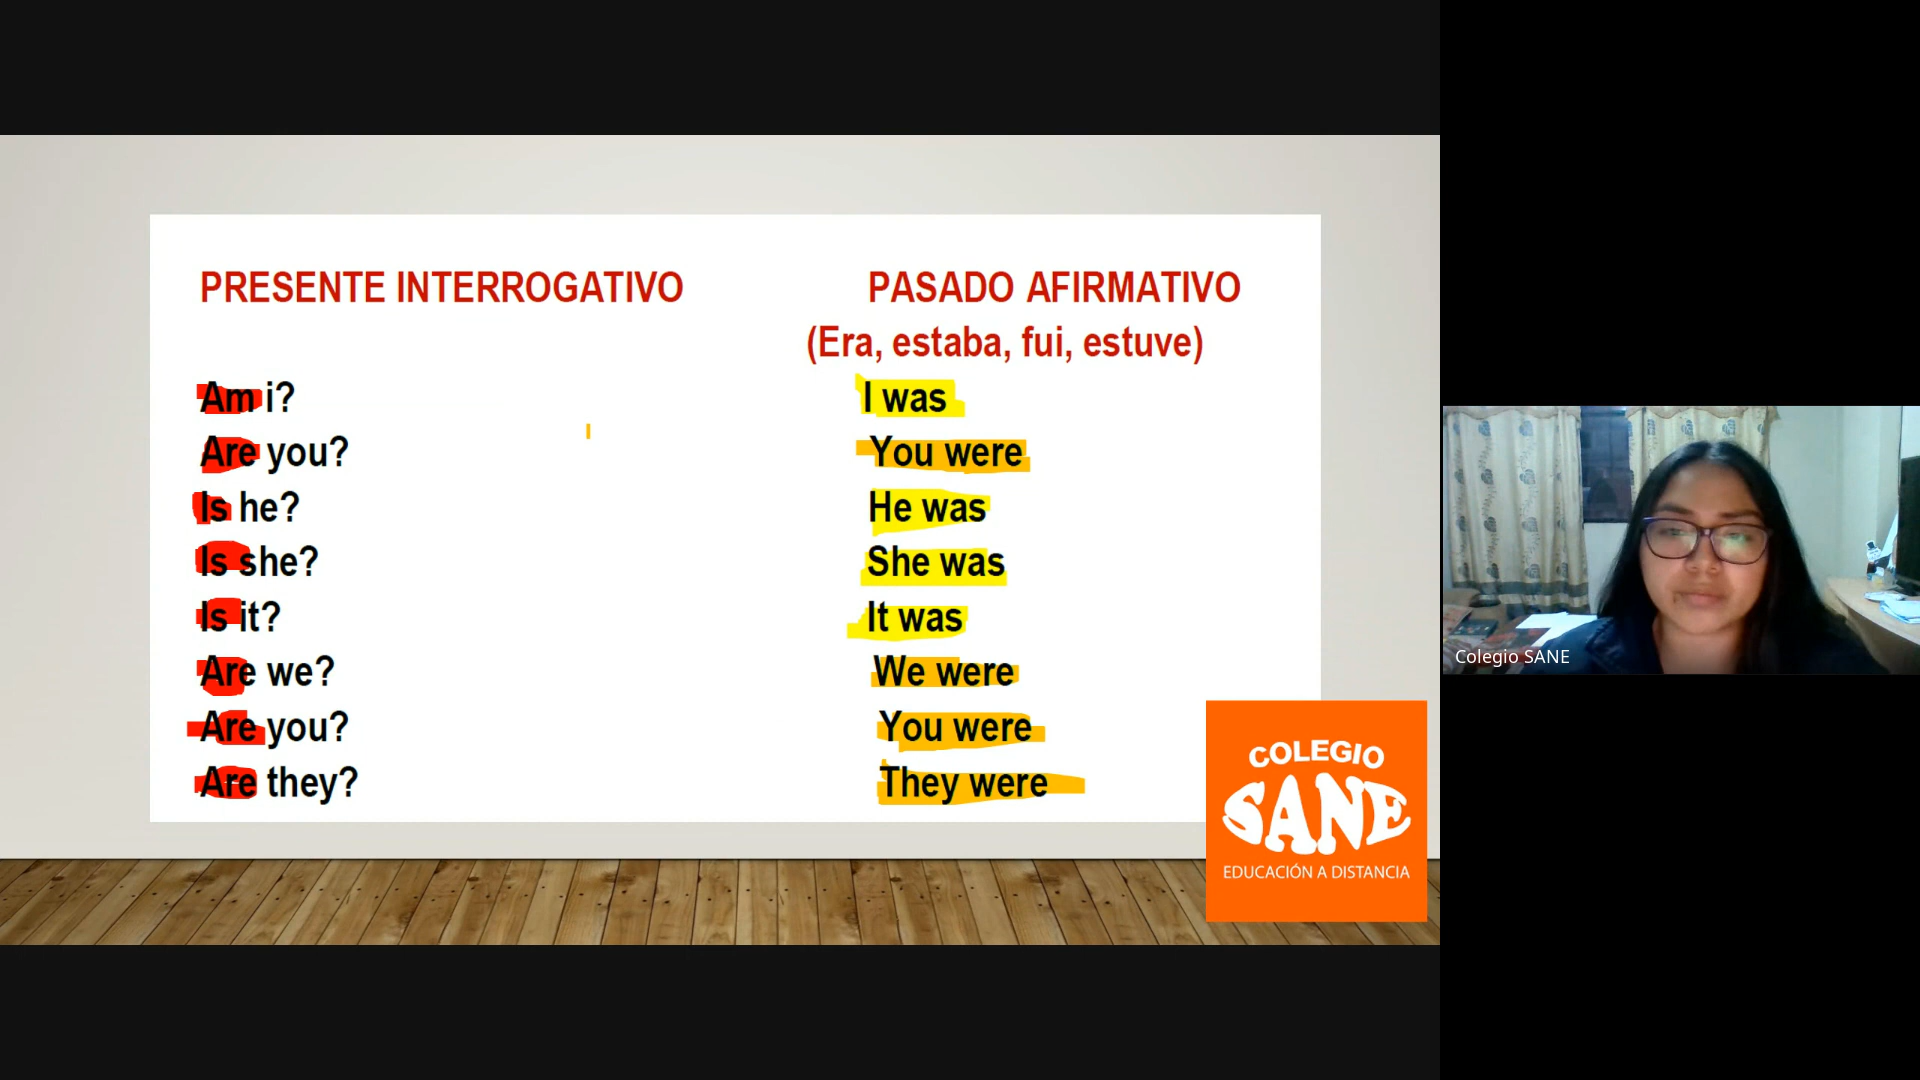 PRESENTE INTERROGATIVO
PASADO AFIRMATIVO
(Era, estaba, fui, estuve)
Am i?
I was
Are you?
You were
Is he?
He was
Is she?
She was
Is it?
It was
Are we?
We were
Are you?
You were
Are they?
They were
COLEGIO
SANE
EDUCACIÓN A DISTANCIA
Colegio SANE